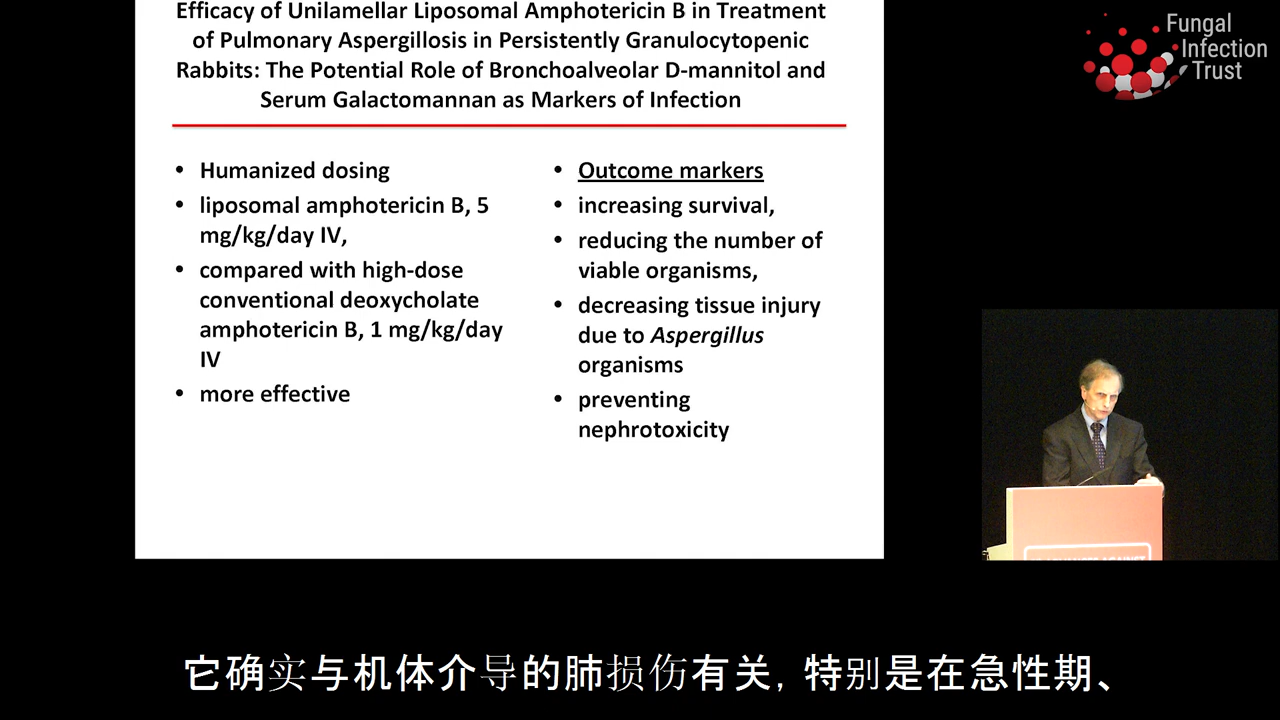 Efficacy of Unilamellar Liposomal Amphotericin B in Treatment
of Pulmonary Aspergillosis in Persistently Granulocytopenic
Rabbits: The Potential Role of Bronchoalveolar D-mannitol and
Serum Galactomannan as Markers of Infection
• Humanized dosing
• liposomal amphotericin B, 5
mg/kg/day IV,
• compared with high-dose
conventional deoxycholate
amphotericin B, 1 mg/kg/day
IV
• more effective
• Outcome markers
• increasing survival,
• reducing the number of
viable organisms,
• decreasing tissue injury
due to Aspergillus
organisms
• preventing
nephrotoxicity
Fungal
Infection
Trust
它确实与机体介导的肺损伤有关, 特别是在急性期、